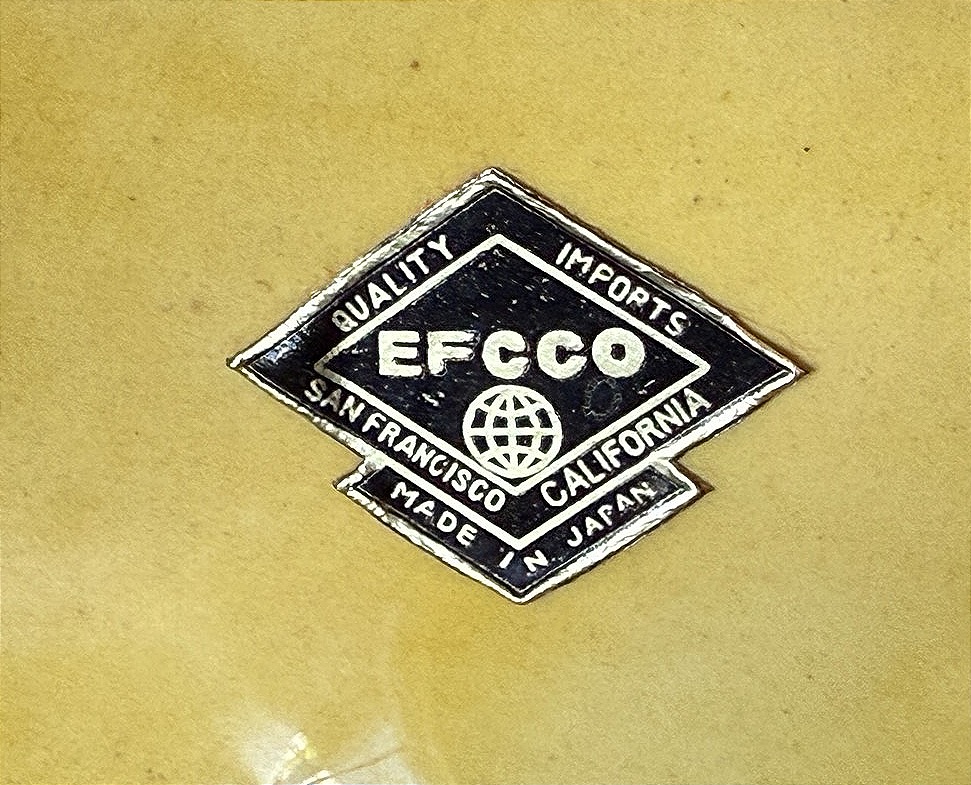 QUALITY IMPORTS
EFCCO
SAN FRANCISCO CALIFORNIA
MADE IN JAPAN